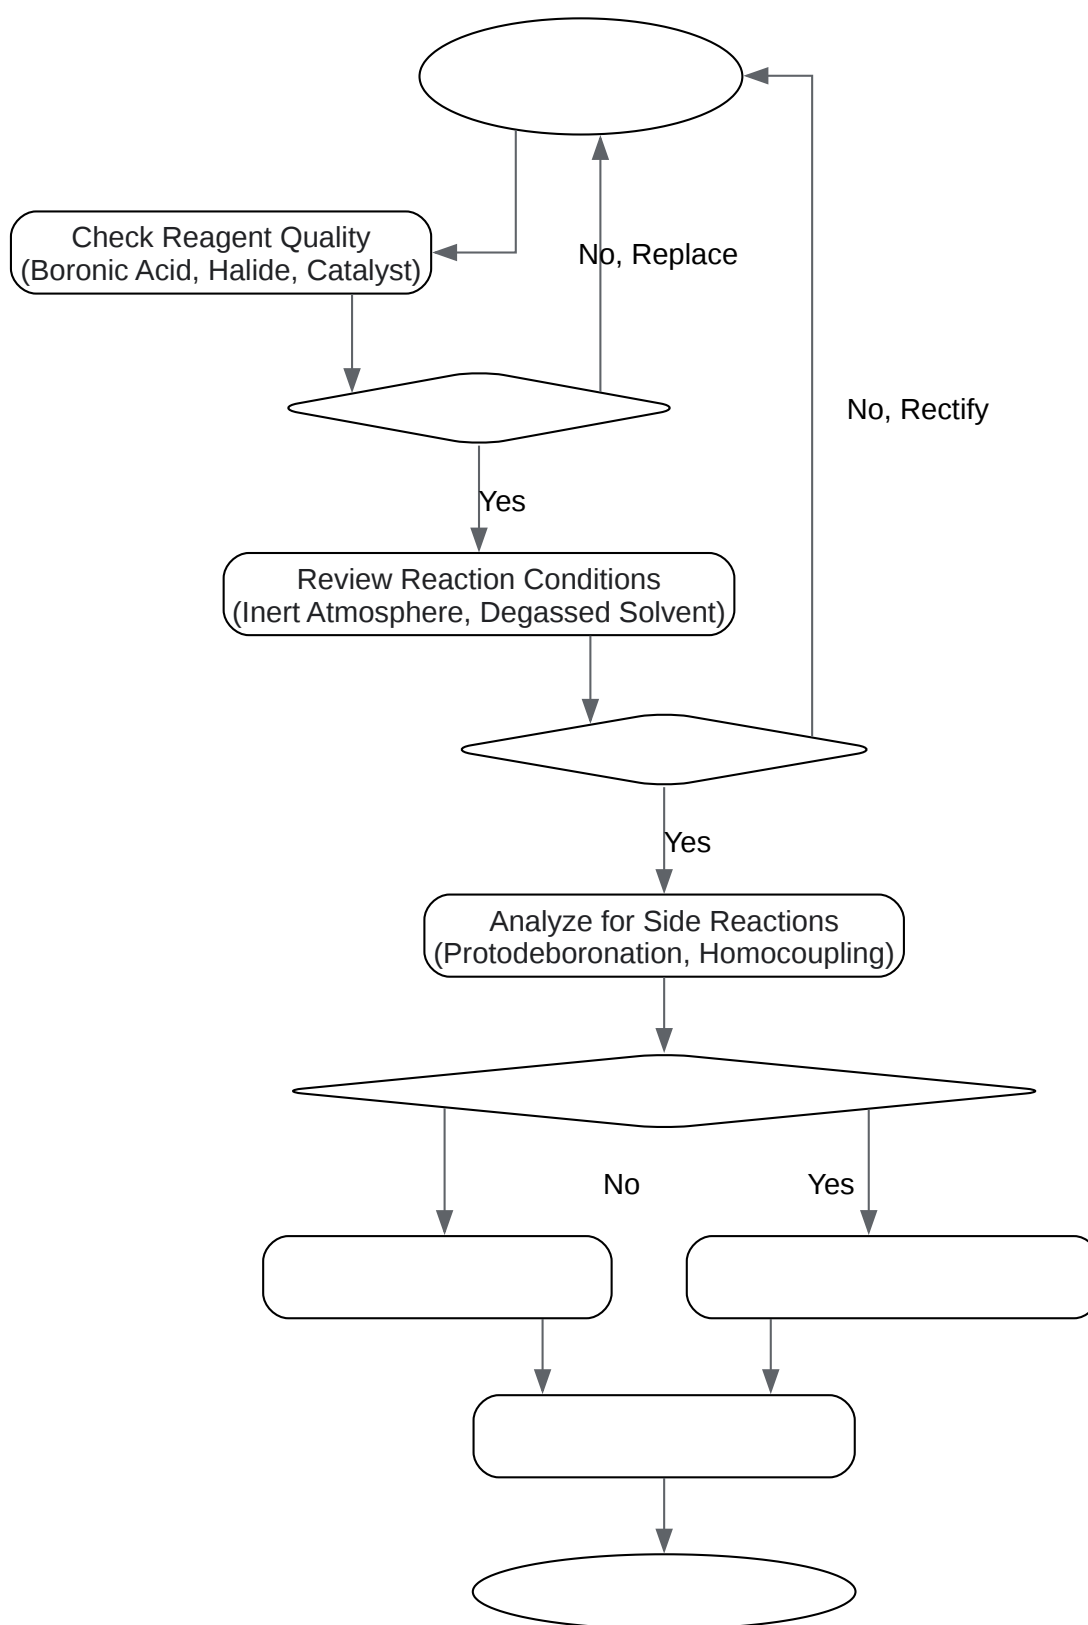 Check Reagent Quality
(Boronic Acid, Halide, Catalyst)
No, Replace
No, Rectify
Yes
Review Reaction Conditions
(Inert Atmosphere, Degassed Solvent)
Yes
Analyze for Side Reactions
(Protodeboronation, Homocoupling)
No
Yes